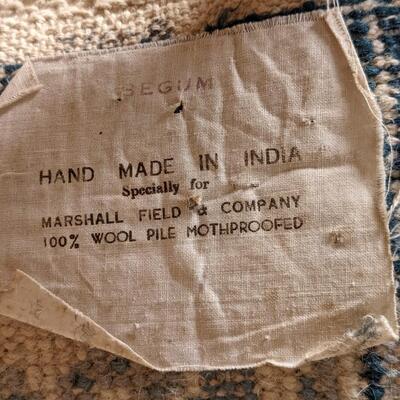 BEGUM
HAND MADE IN INDIA
Specially for
MARSHALL FIELD & COMPANY
100% WOOL PILE MOTHPROOFED